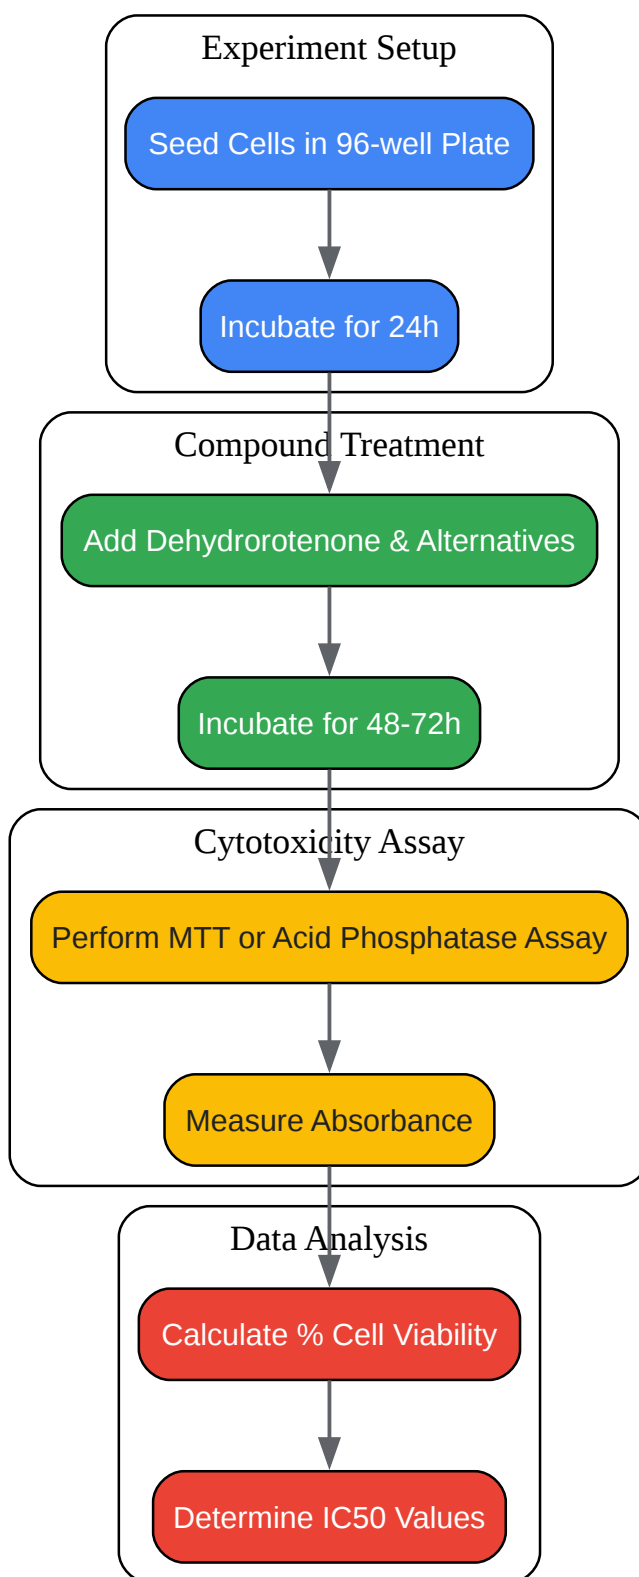 Experiment Setup
Seed Cells in 96-well Plate
Incubate for 24h
Compound Treatment
Add Dehydrorotenone & Alternatives
Incubate for 48-72h
Cytotoxicity Assay
Perform MTT or Acid Phosphatase Assay
Measure Absorbance
Data Analysis
Calculate % Cell Viability
Determine IC50 Values